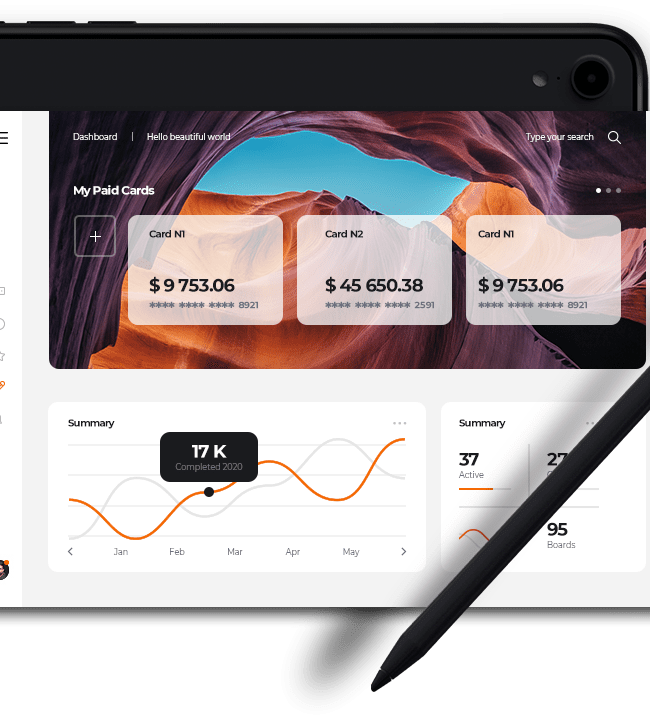 Dashboard | Hello beautiful world
Type your search
My Paid Cards
Card N1
$ 9 753.06
**** **** **** 8921
Card N2
$ 45 650.38
**** **** **** 2591
Card N1
$ 9 753.06
**** **** **** 8921
Summary
17 K
Completed 2020
Jan Feb Mar Apr May
Summary
37
Active
95
Boards